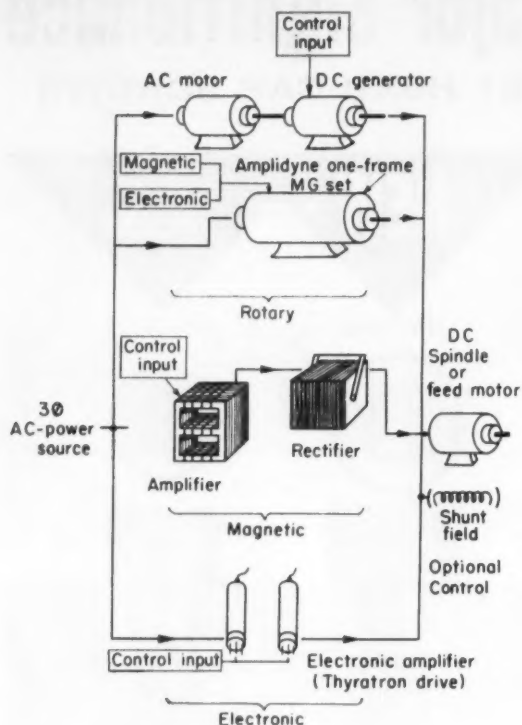 Control
input
AC motor
DC generator
Magnetic
Electronic
Amplidyne one-frame
MG set
Rotary
Control
input
DC
Spindle
or
feed motor
3Ø
AC-power
source
Rectifier
Amplifier
Magnetic
Shunt
field
Optional
Control
Control input
Electronic amplifier
(Thyratron drive)
Electronic